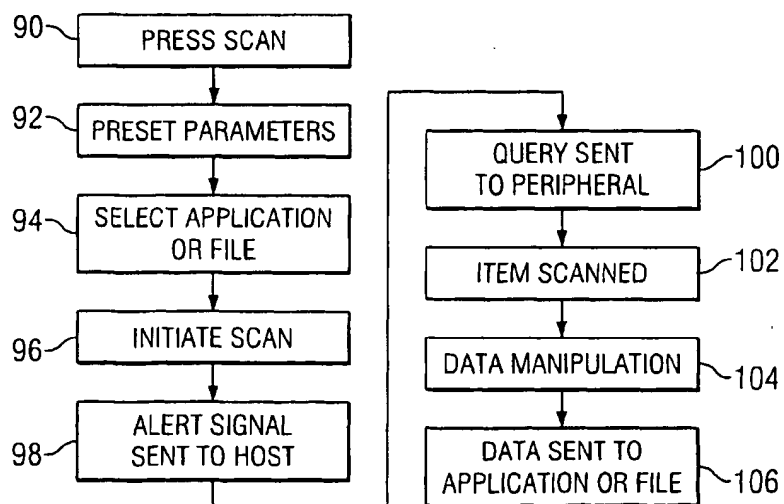 90
PRESS SCAN
92
PRESET PARAMETERS
94
SELECT APPLICATION
OR FILE
96
INITIATE SCAN
98
ALERT SIGNAL
SENT TO HOST
QUERY SENT
TO PERIPHERAL
100
ITEM SCANNED
102
DATA MANIPULATION
104
DATA SENT TO
APPLICATION OR FILE
106